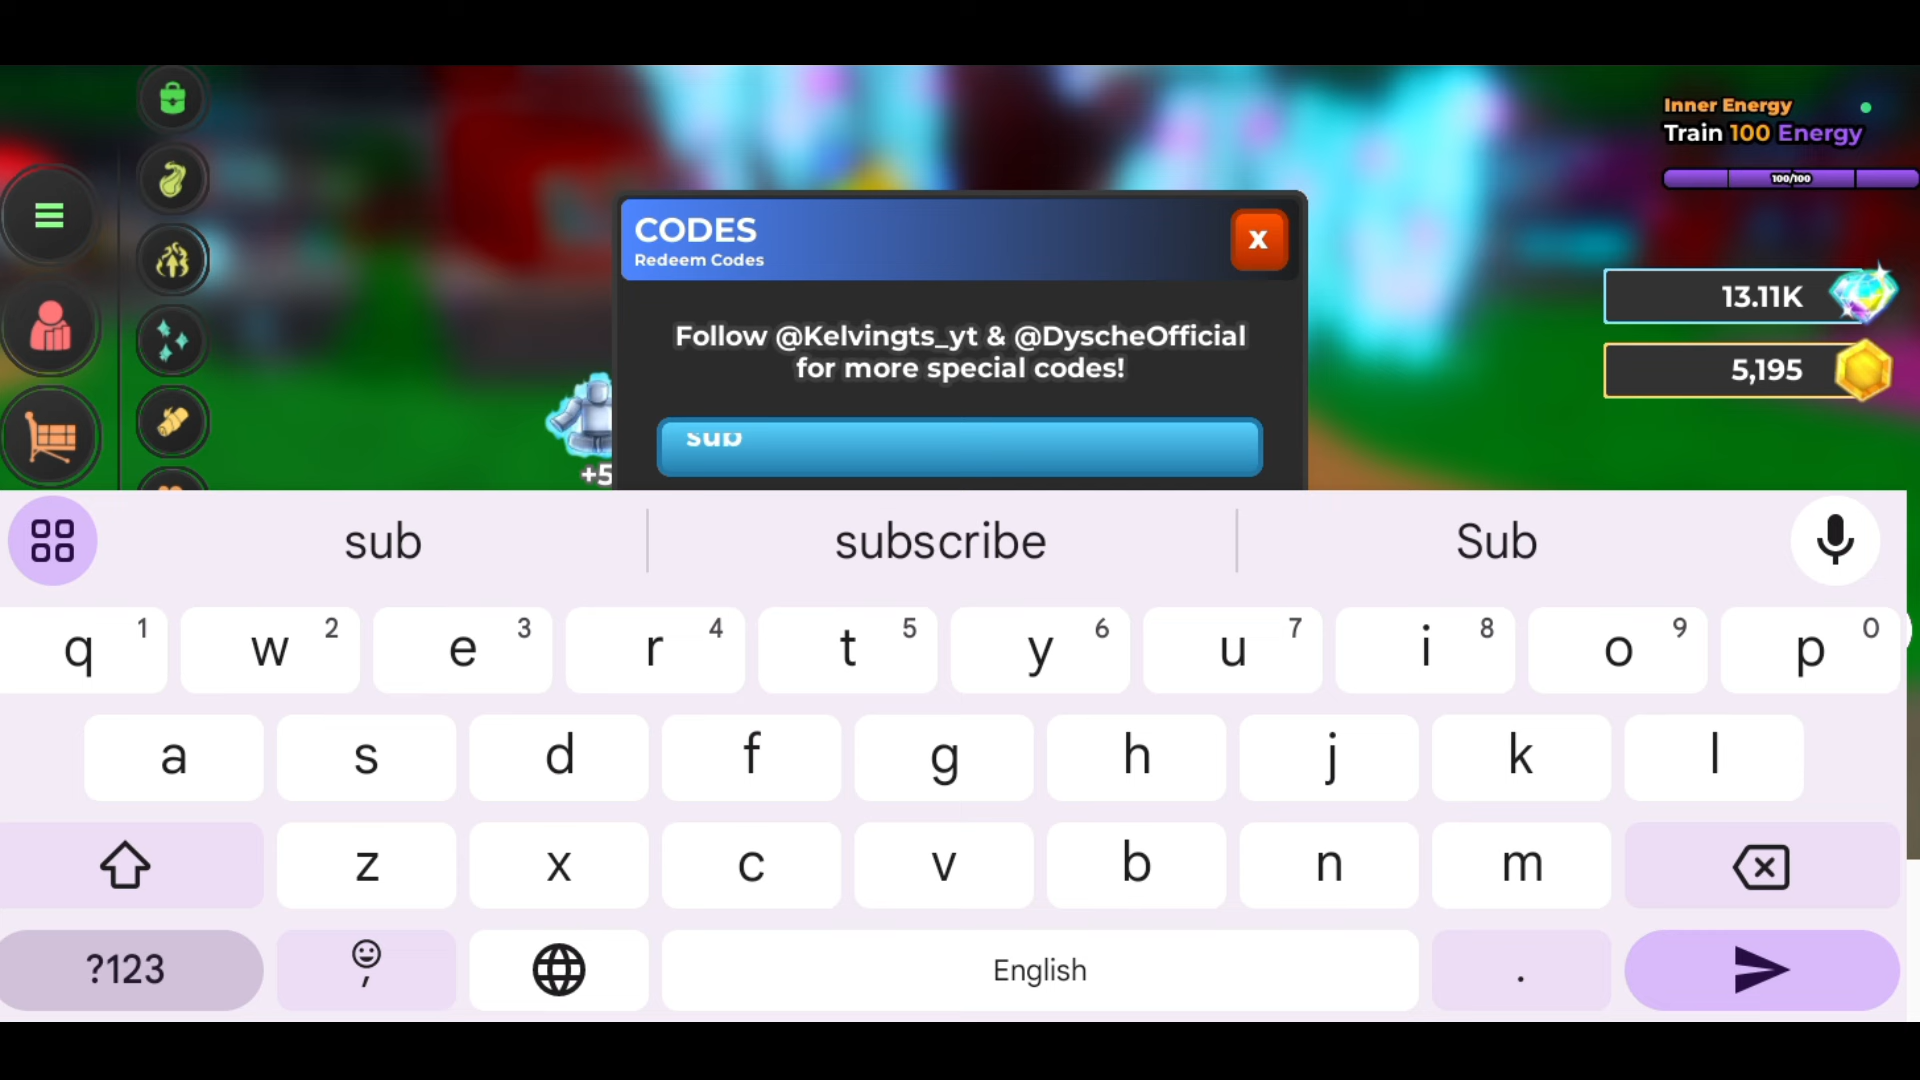 Inner Energy
Train 100 Energy
100/100
CODES
Redeem Codes
X
13.11K
Follow @Kelvingts_yt & @DyscheOfficial
for more special codes!
5,195
sub
+5
sub subscribe Sub
q 1 w 2 e 3 r 4 t 5 y 6 u 7 i 8 o 9 p 0
a s d f g h j k l
z x c v b n m
?123 , English .